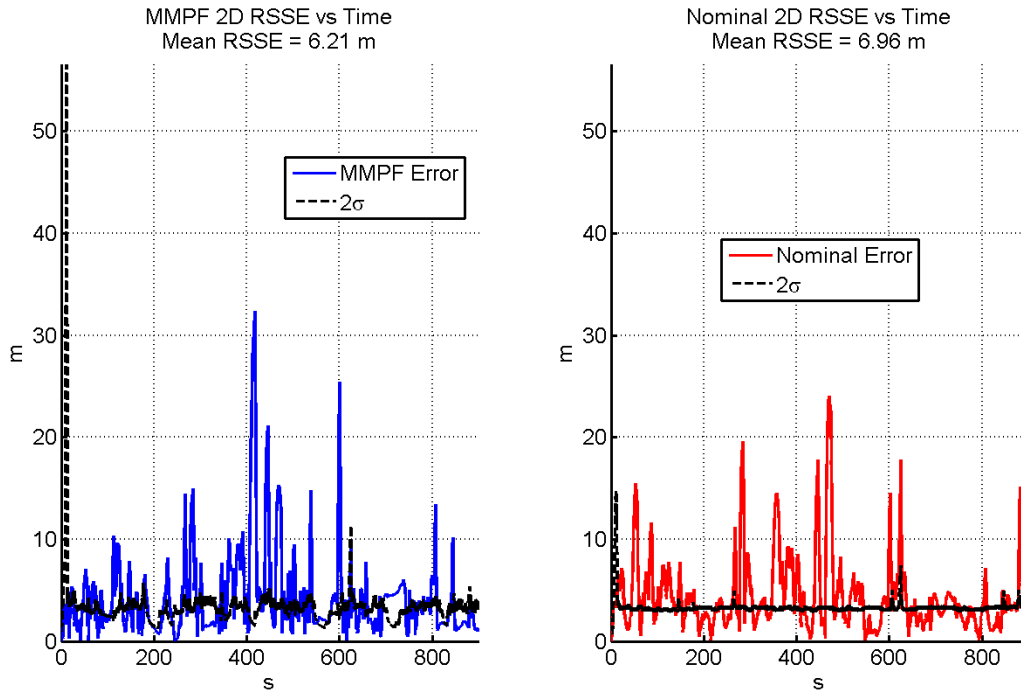 MMPF 2D RSSE vs Time
Mean RSSE = 6.21 m
50
40
30
20
10
0
m
0 200 400 600 800
s
MMPF Error
2σ
Nominal 2D RSSE vs Time
Mean RSSE = 6.96 m
50
40
30
20
10
0
m
0 200 400 600 800
s
Nominal Error
2σ